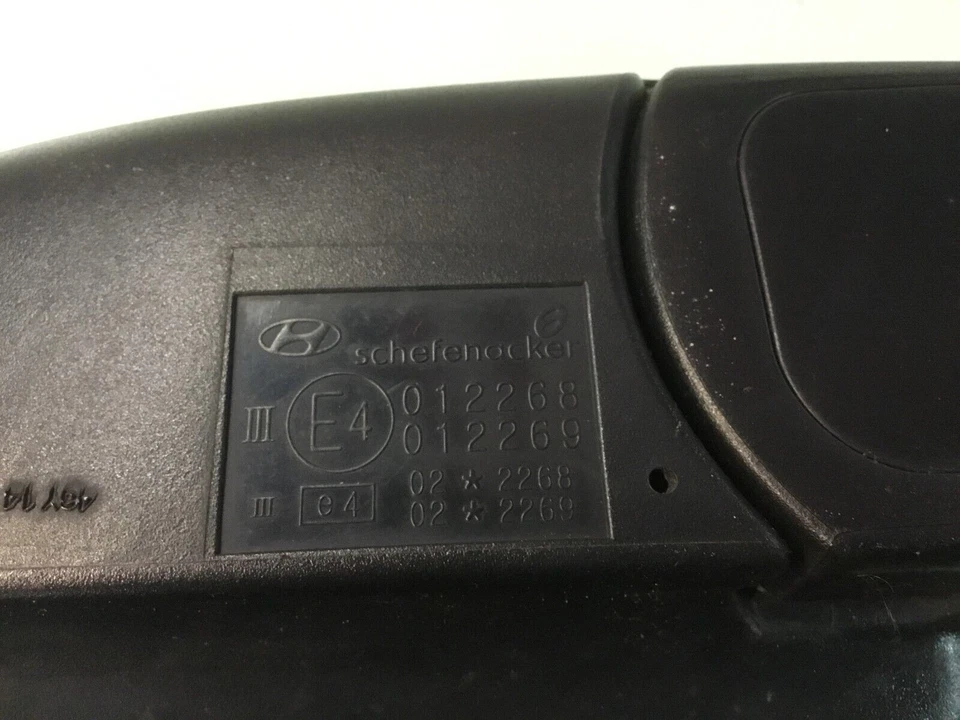 schefenacker
III E4 012268
012269
III e4 02 * 2268
02 * 2269